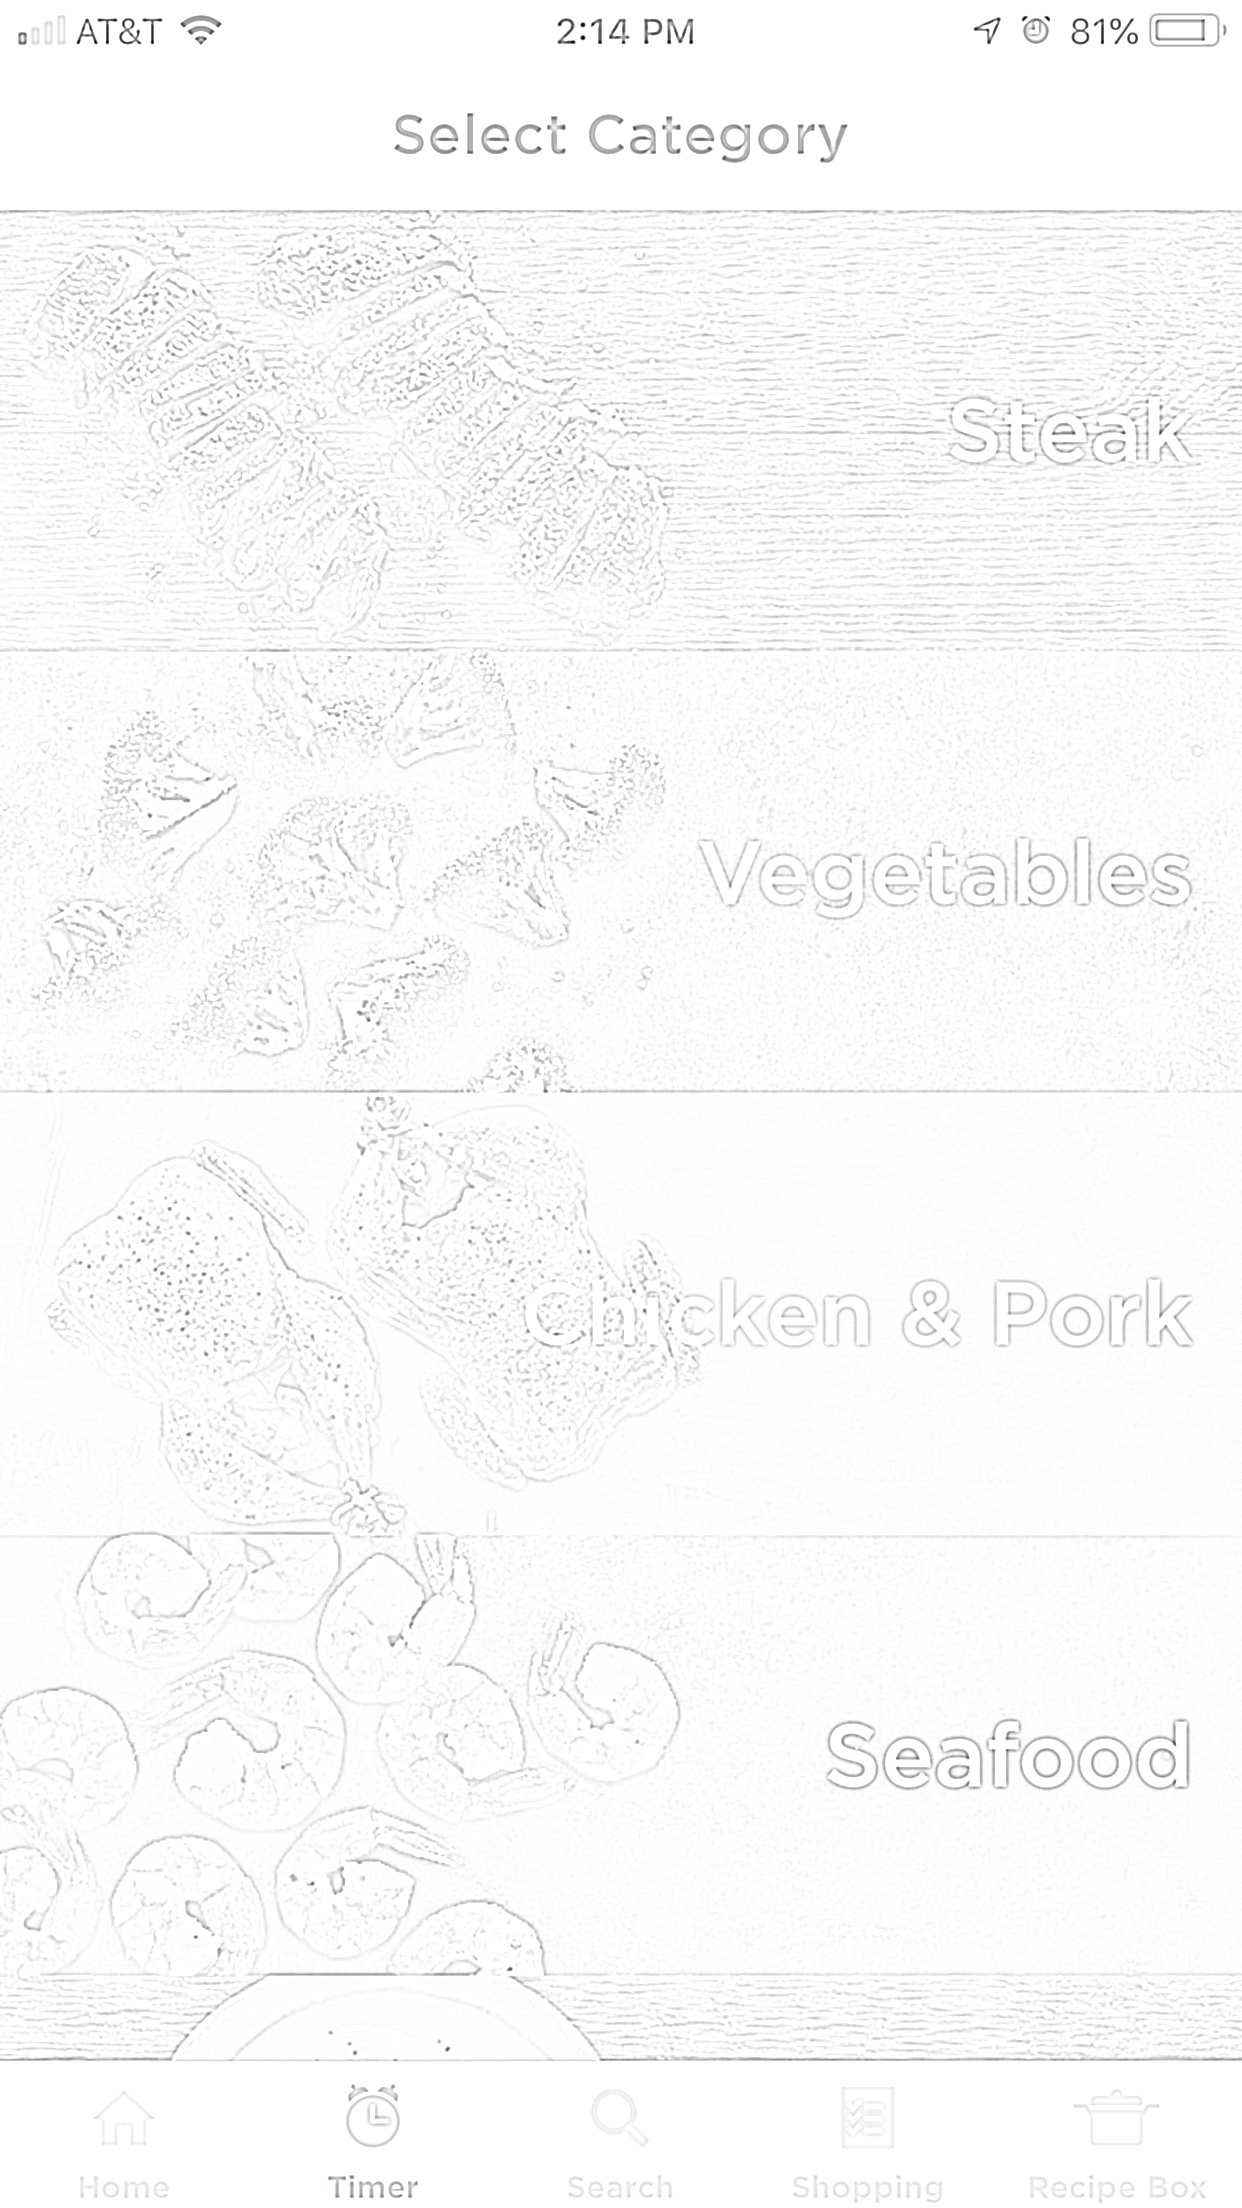 AT&T 2:14 PM 81%
Select Category
Steak
Vegetables
Chicken & Pork
Seafood
Home Timer Search Shopping Recipe Box